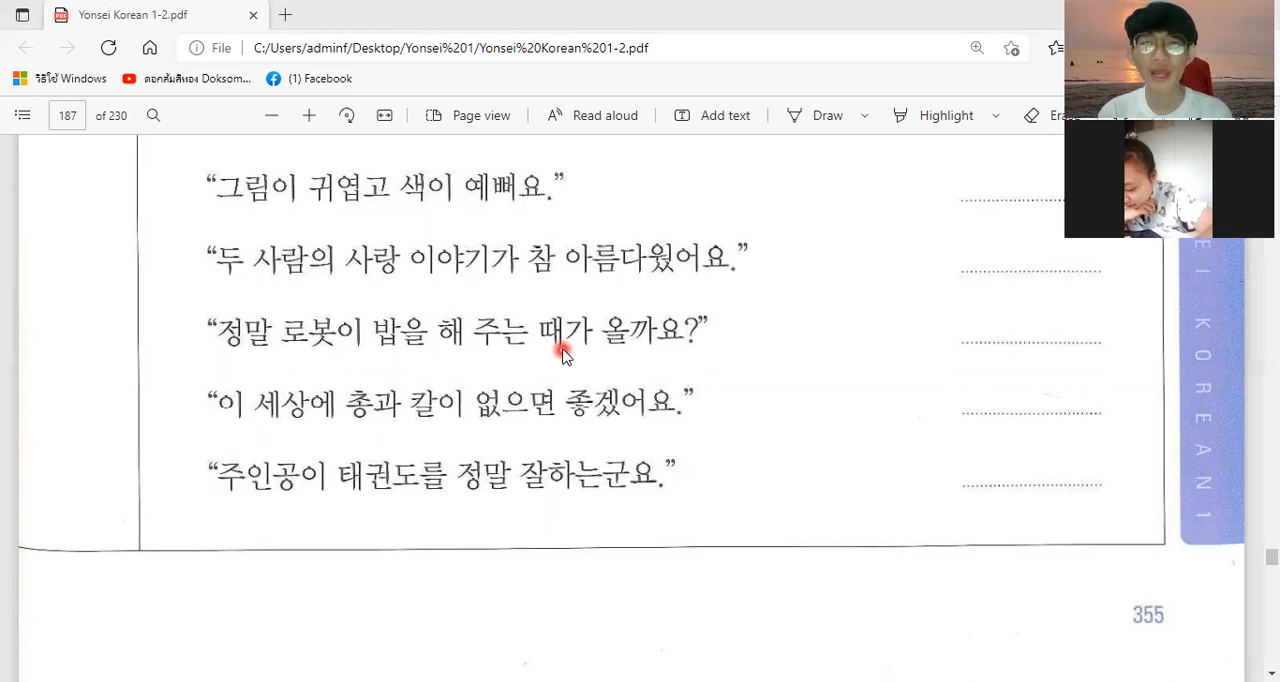 Yonsei Korean 1-2.pdf
File C:/Users/adminf/Desktop/Yonsei%201/Yonsei%20Korean%201-2.pdf
วิธีใช้ Windows ดอกส้มสีทอง Doksom... (1) Facebook
187 of 230 Page view Read aloud Add text Draw Highlight
“그림이 귀엽고 색이 예뻐요.”
“두 사람의 사랑 이야기가 참 아름다웠어요.”
“정말 로봇이 밥을 해 주는 때가 올까요?”
“이 세상에 총과 칼이 없으면 좋겠어요.”
“주인공이 태권도를 정말 잘하는군요.”
EI KOREAN 1
355